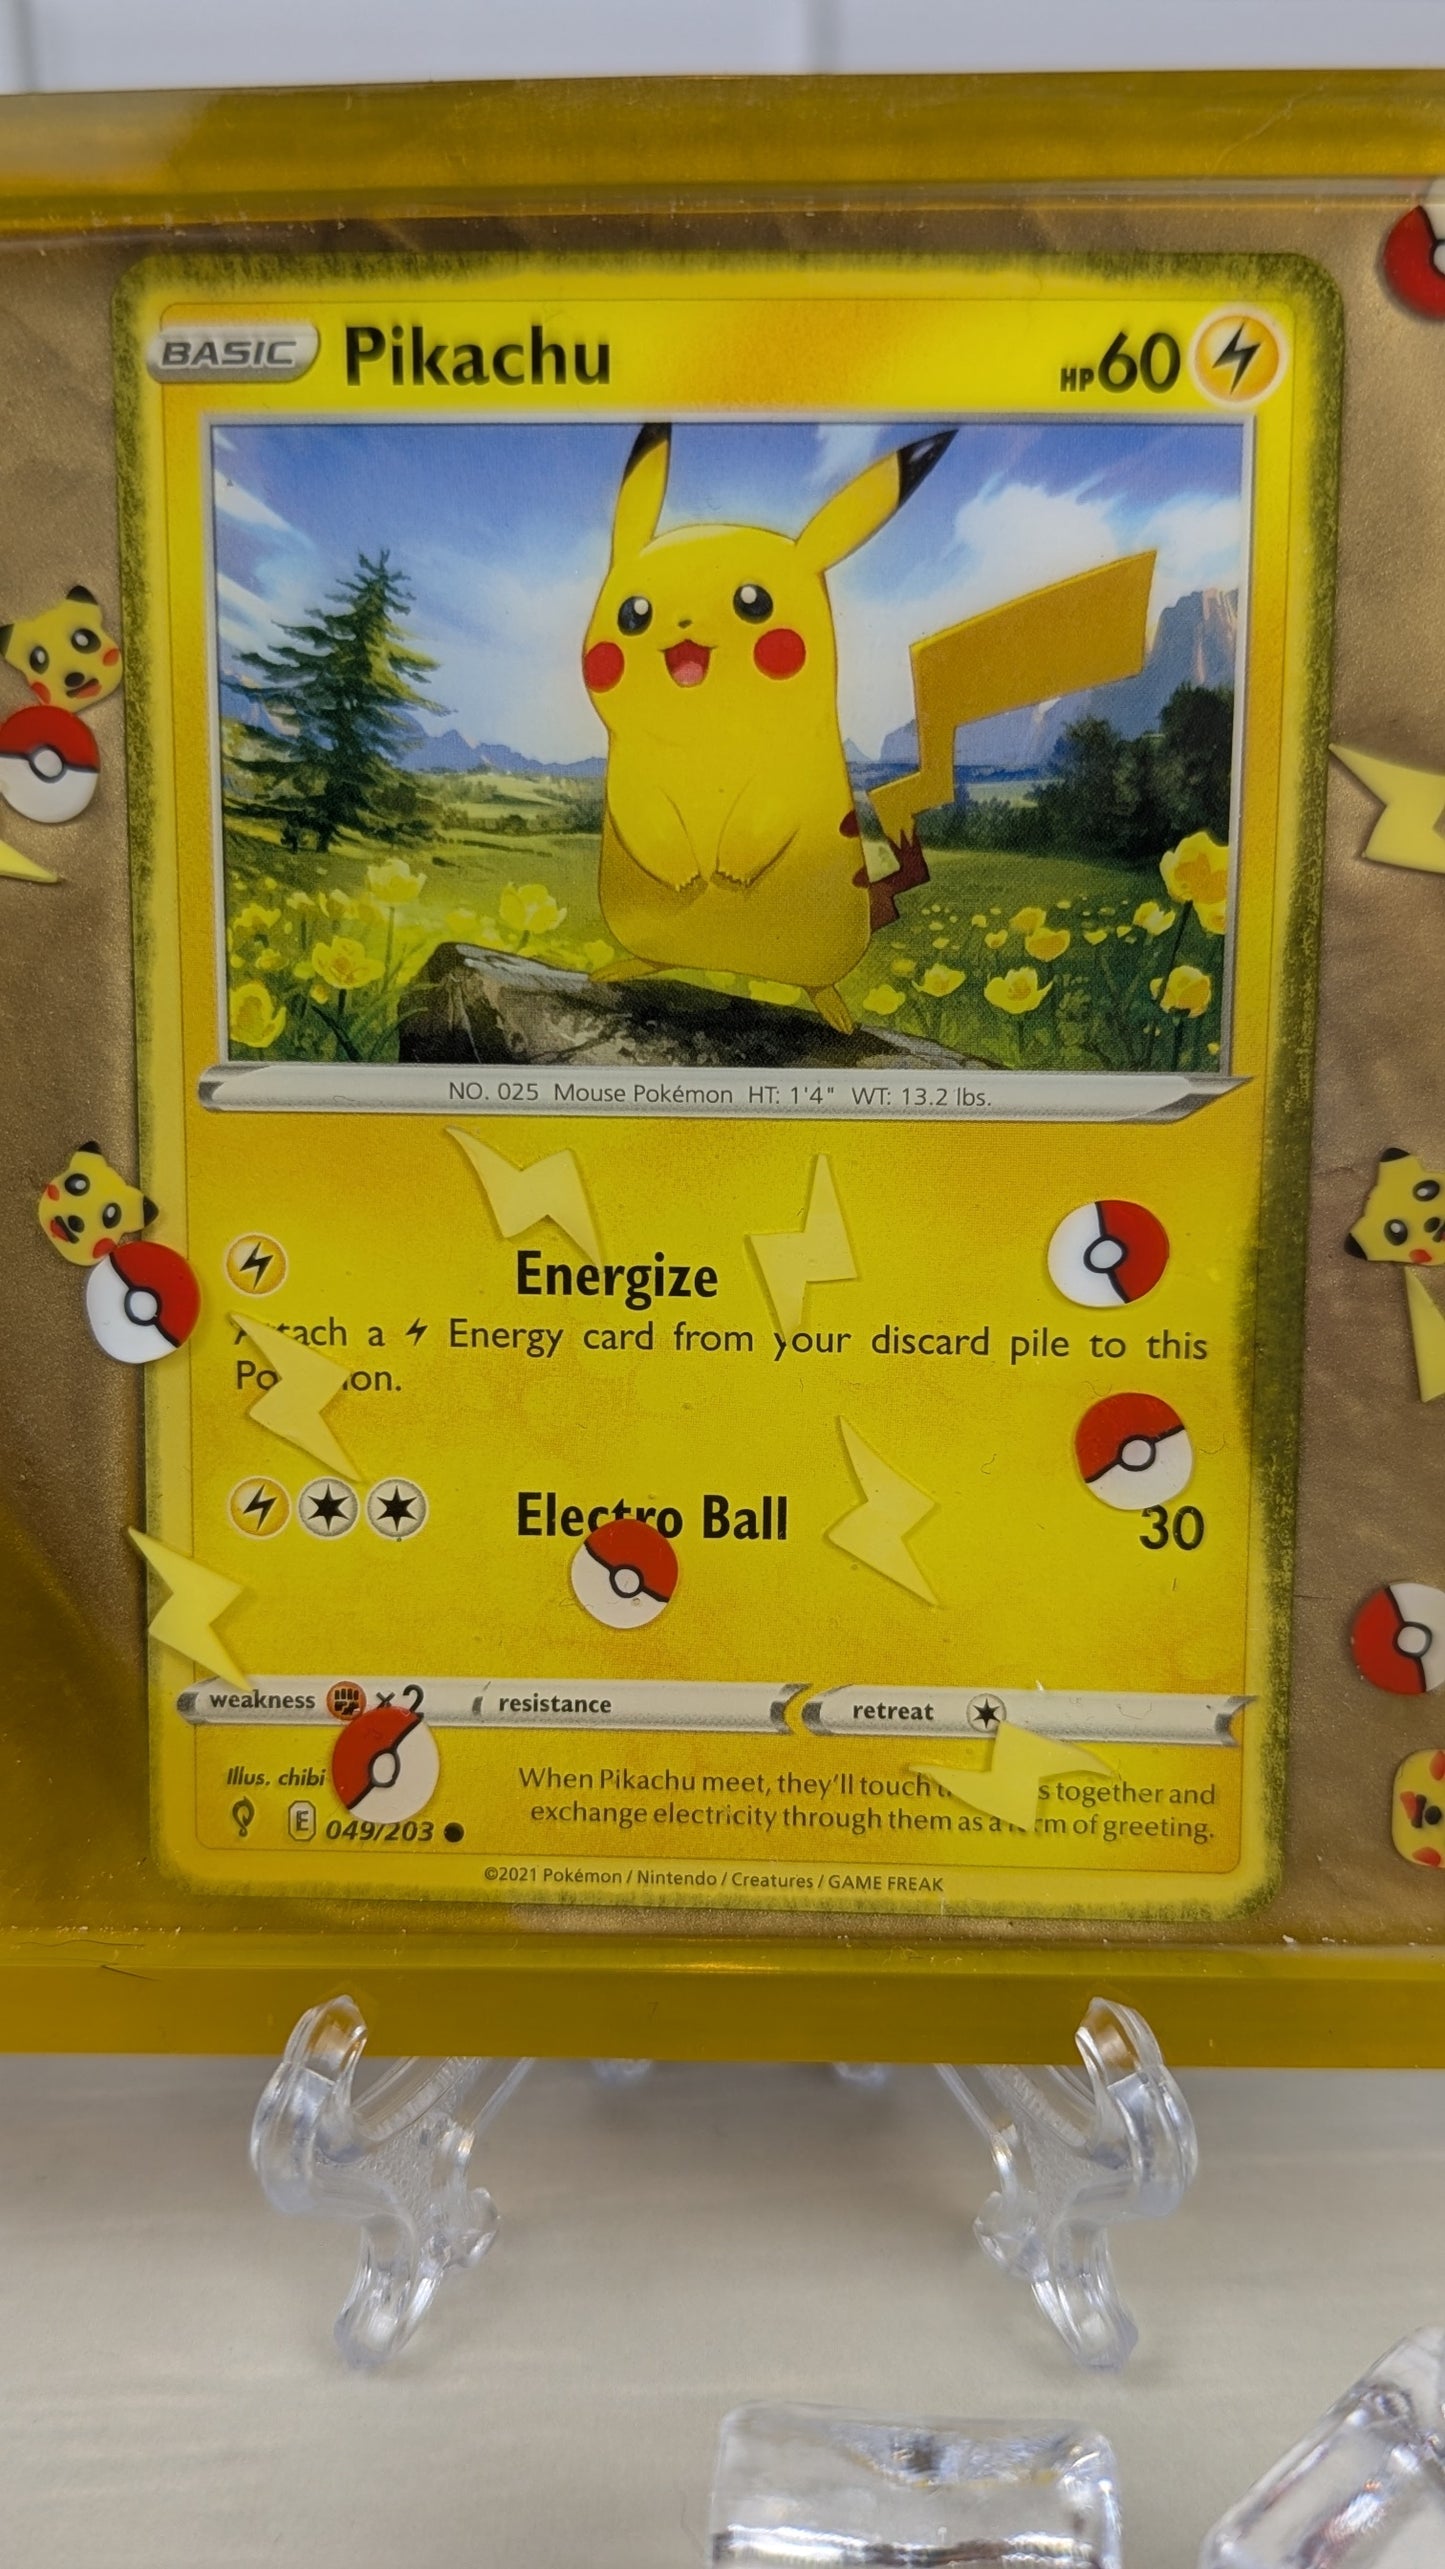 BASIC Pikachu HP 60
NO. 025 Mouse Pokémon HT: 1'4" WT: 13.2 lbs.
Energize
a Energy card from your discard pile to this
Electro Ball 30
weakness ×2 resistance retreat
Illus. chibi
When Pikachu meet, they'll touch together and
exchange electricity through them as a of greeting.
E 049/203
©2021 Pokémon / Nintendo / Creatures / GAME FREAK